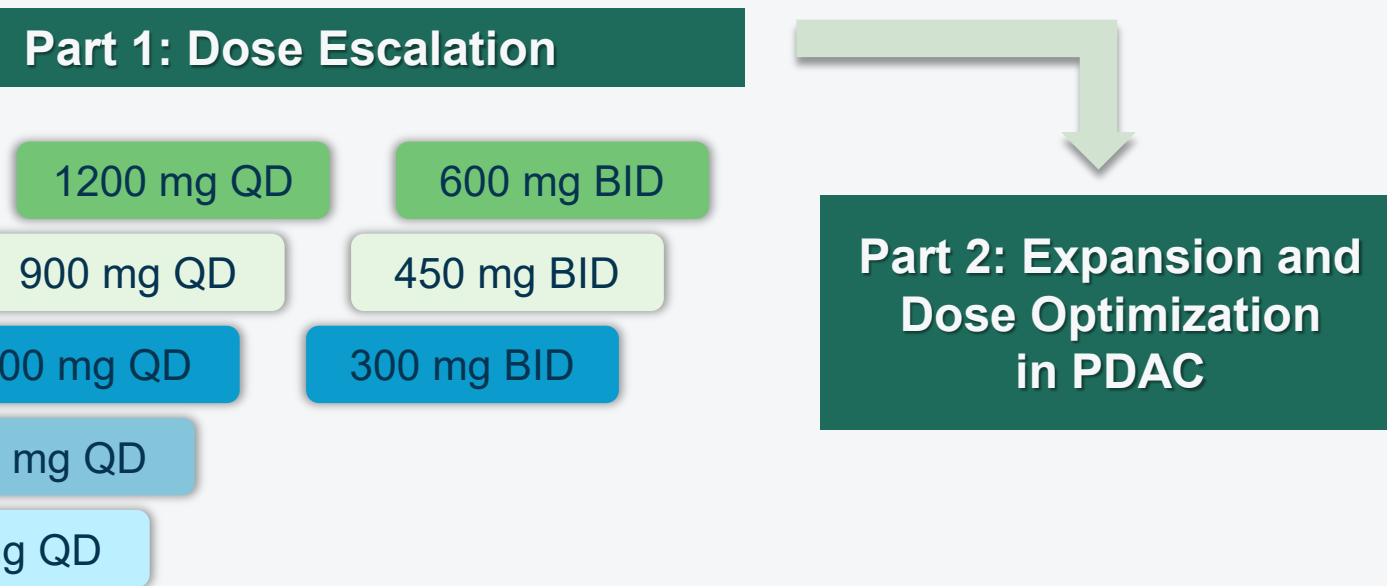 Part 1: Dose Escalation
1200 mg QD
600 mg BID
900 mg QD
450 mg BID
00 mg QD
300 mg BID
mg QD
g QD
Part 2: Expansion and
Dose Optimization
in PDAC